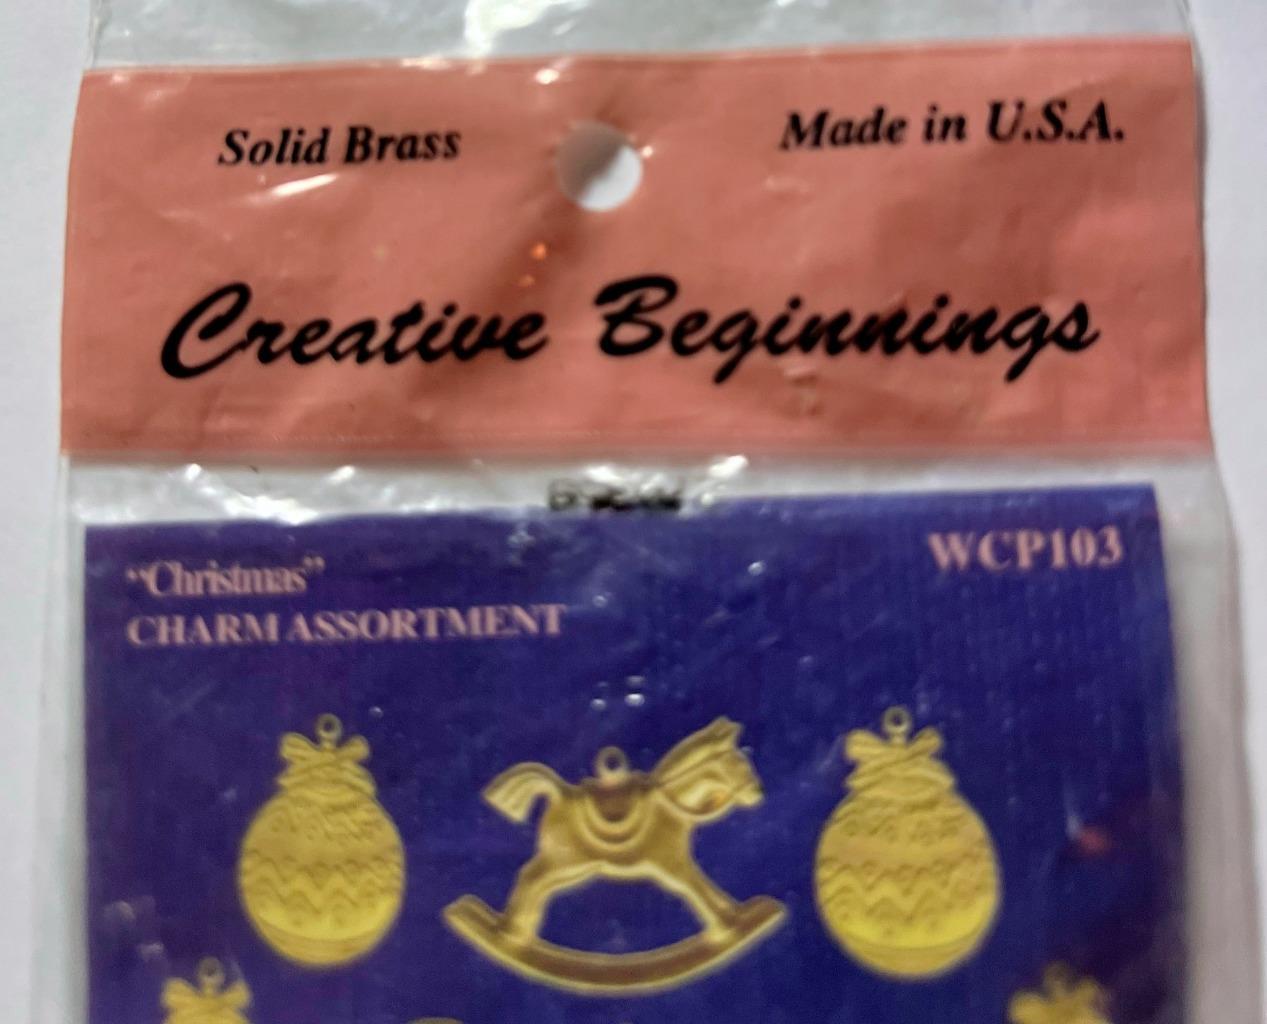 Solid Brass
Made in U.S.A.
Creative Beginnings
“Christmas”
CHARM ASSORTMENT
WCP103